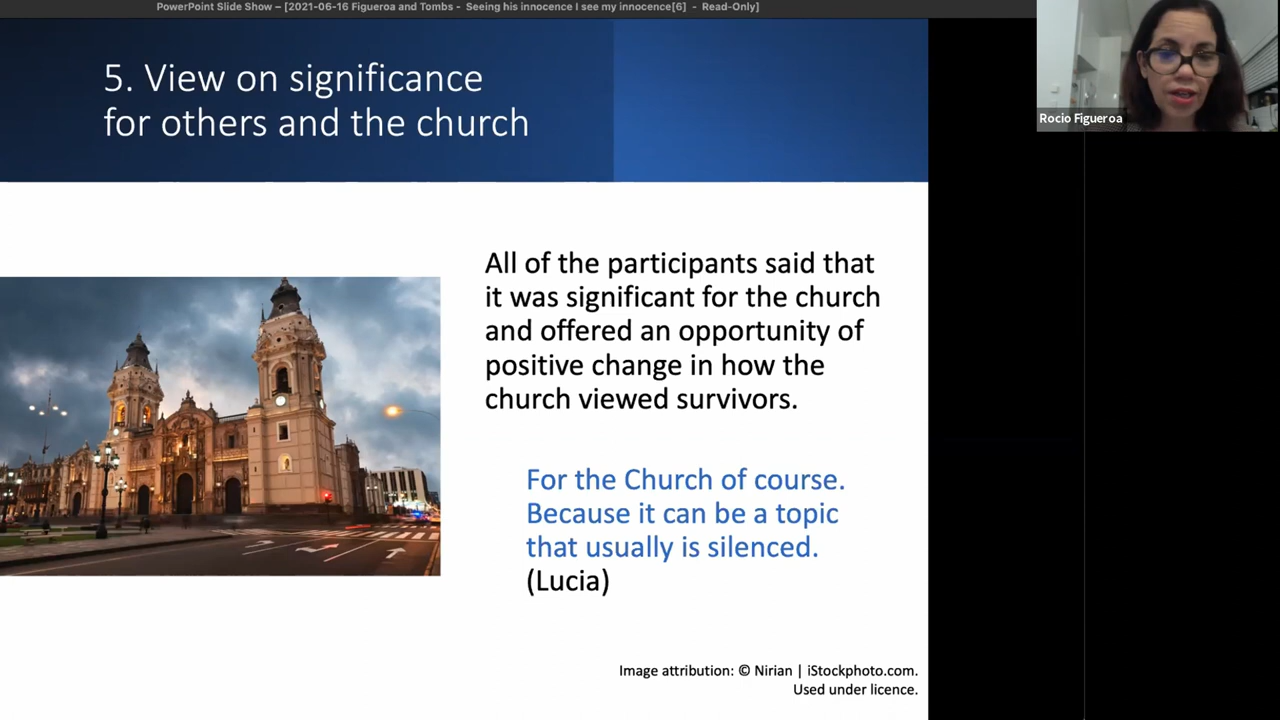 PowerPoint Slide Show – [2021-06-16 Figueroa and Tombs - Seeing his innocence I see my innocence[6] - Read-Only]
Rocio Figueroa
5. View on significance
for others and the church
All of the participants said that
it was significant for the church
and offered an opportunity of
positive change in how the
church viewed survivors.
For the Church of course.
Because it can be a topic
that usually is silenced.
(Lucia)
Image attribution: © Nirian | iStockphoto.com.
Used under licence.